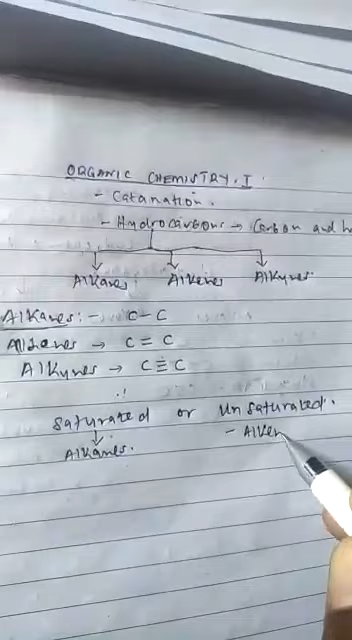 ORGANIC CHEMISTRY. I
- Catanation.
- Hydrocarbons → Carbon and h
Alkanes Alkenes Alkynes.
Alkanes:- C-C
Alkenes → C=C
Alkynes → C≡C
Saturated or Unsaturated.
Alkanes. - Alken